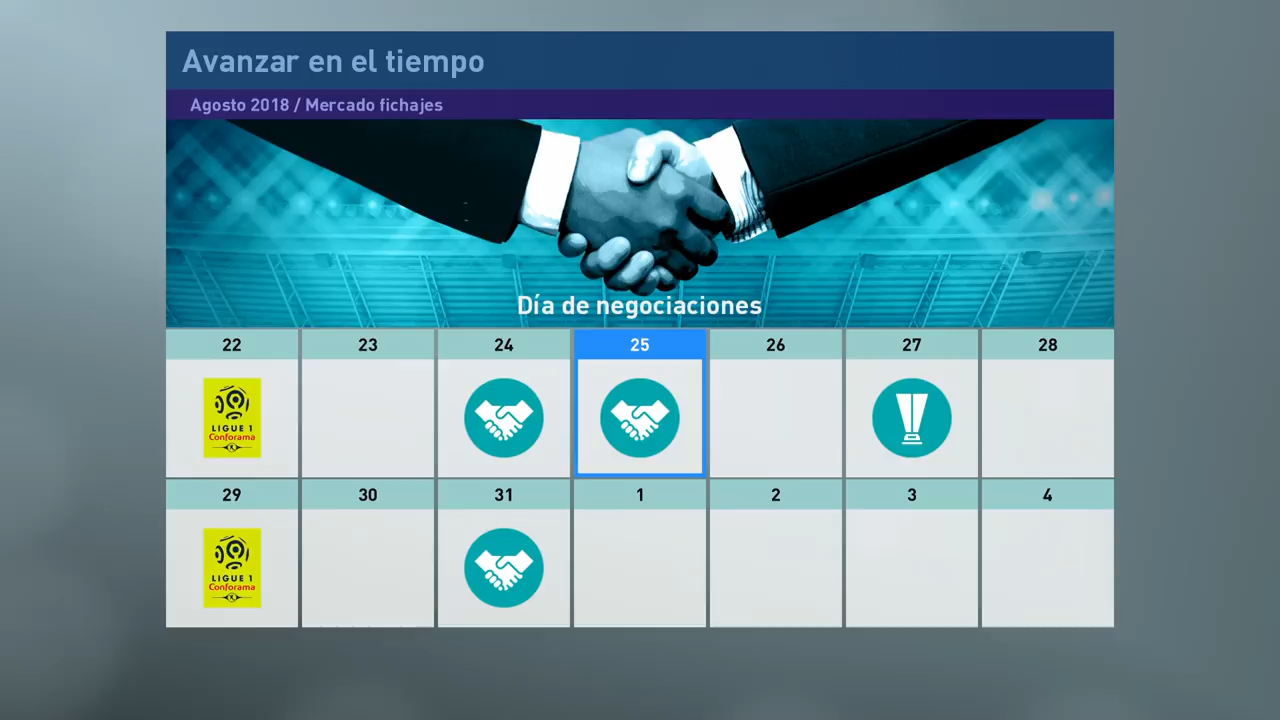 Avanzar en el tiempo
Agosto 2018 / Mercado fichajes
Día de negociaciones
22 23 24 25 26 27 28
LIGUE 1
Conforama
29 30 31 1 2 3 4
LIGUE 1
Conforama